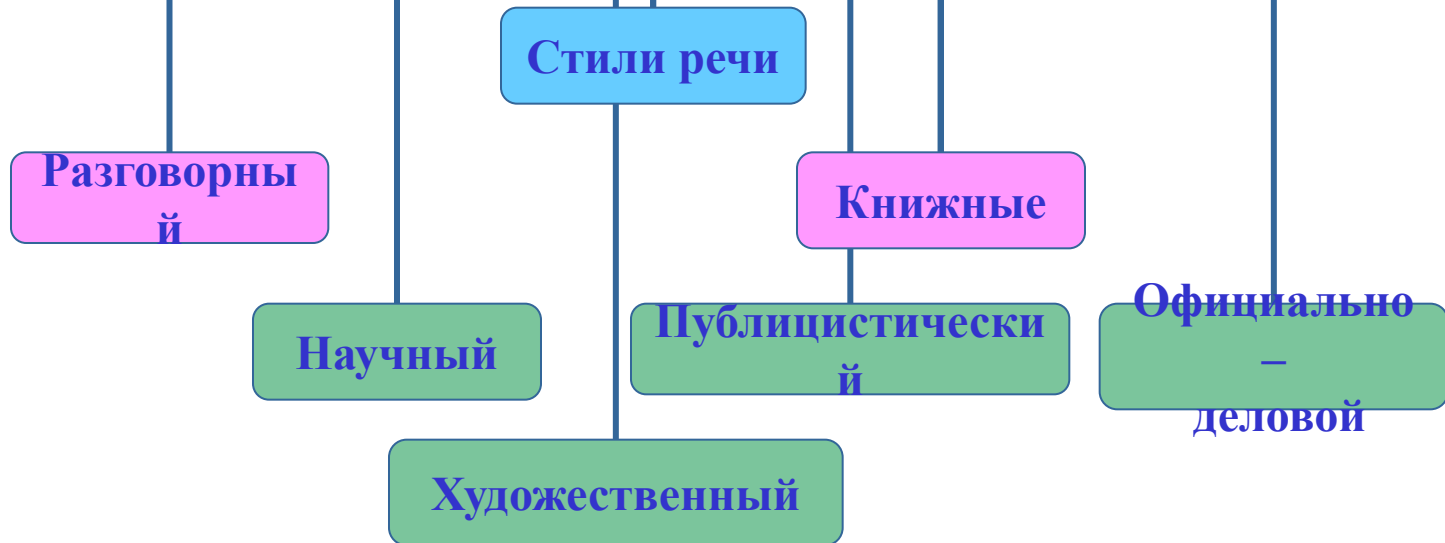 Стили речи
Разговорны
й
Книжные
Научный
Публицистически
й
Официально
–
деловой
Художественный